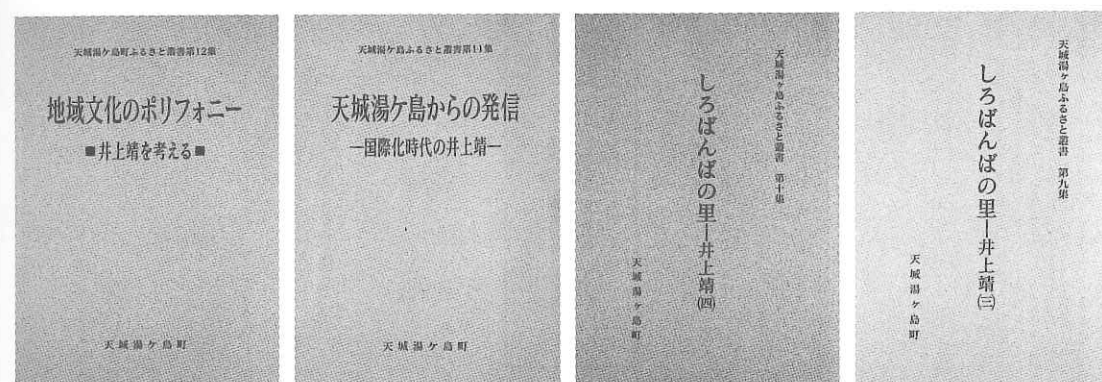 天城湯ケ島町ふるさと叢書第12集
地域文化のポリフォニー
■井上靖を考える■
天城湯ケ島町
天城湯ケ島ふるさと叢書第11集
天城湯ケ島からの発信
—国際化時代の井上靖—
天城湯ケ島町
天城湯ヶ島ふるさと叢書 第十集
しろばんばの里—井上靖(四)
天城湯ヶ島町
天城湯ヶ島ふるさと叢書 第九集
しろばんばの里—井上靖(三)
天城湯ヶ島町